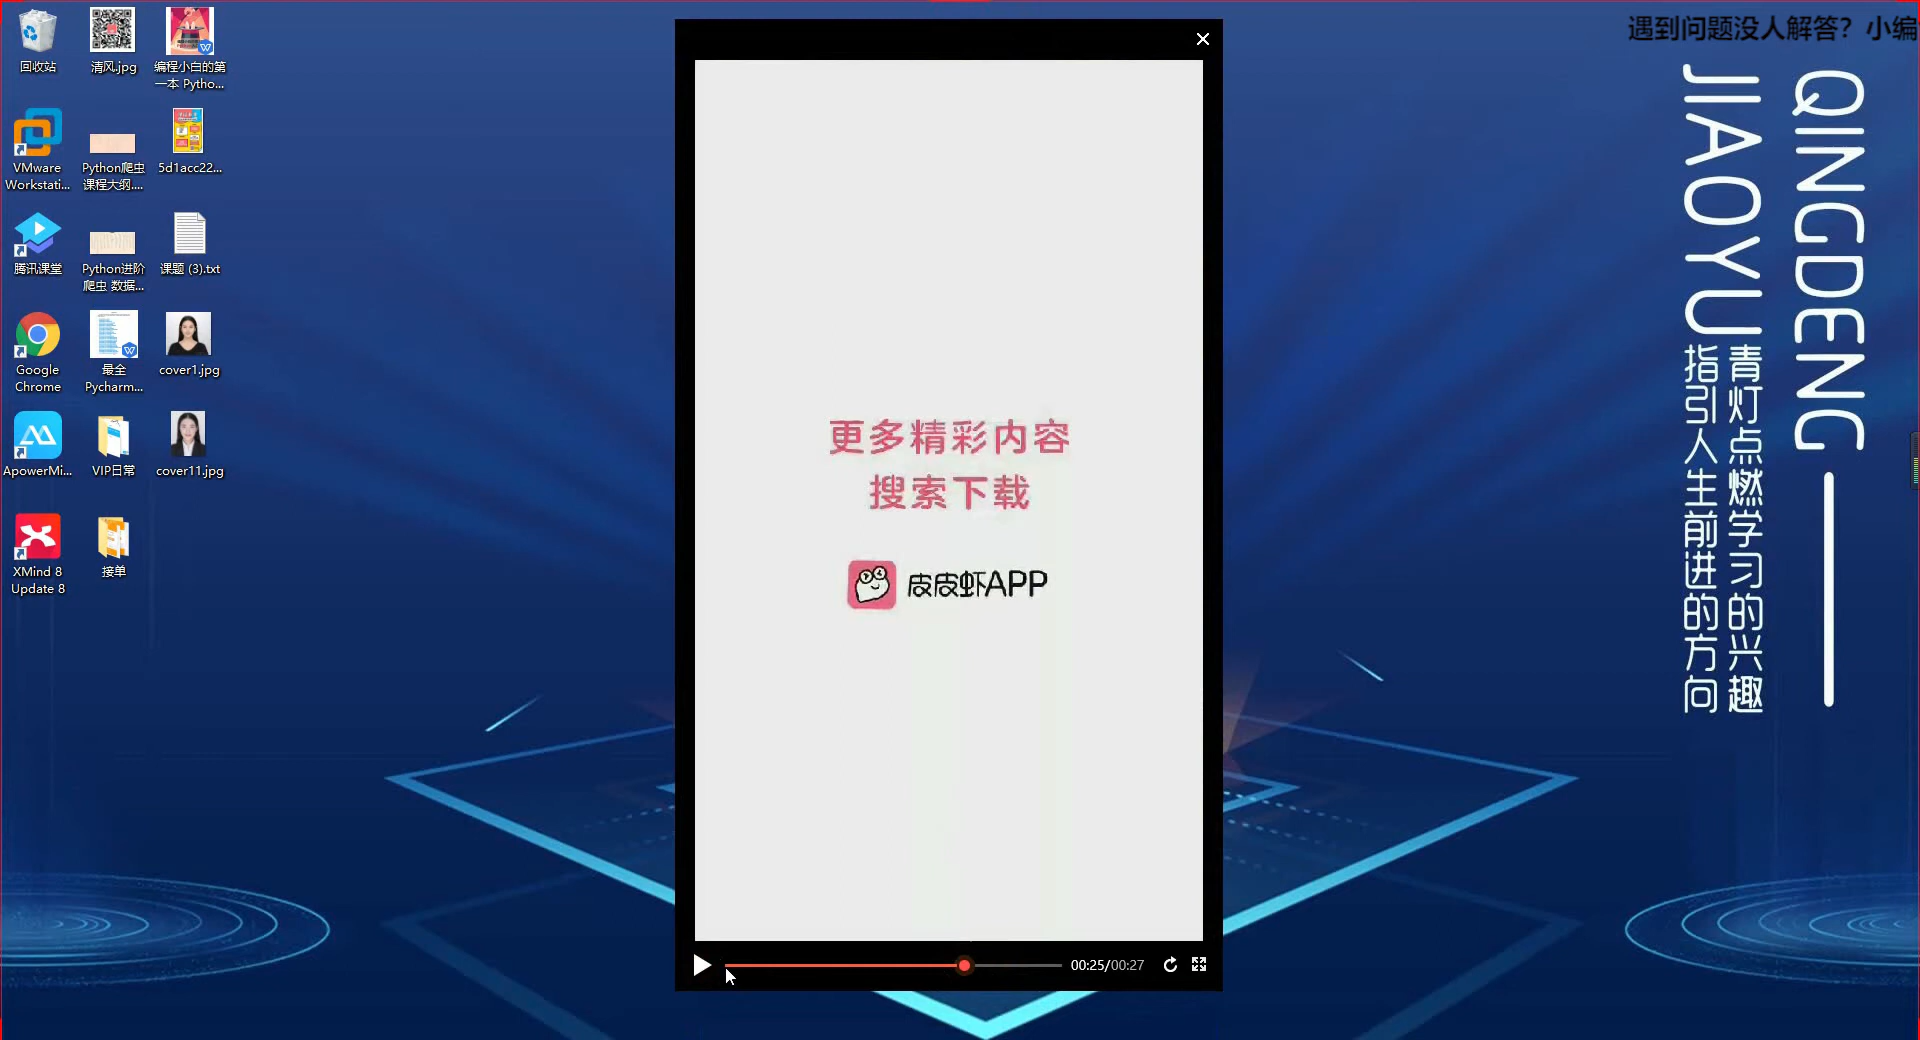 遇到问题没人解答？小编
回收站
清风.jpg
编程小白的第
一本 Pytho...
VMware
Workstati...
Python爬虫
课程大纲....
5d1acc22...
腾讯课堂
Python进阶
爬虫 数据...
课题 (3).txt
Google
Chrome
最全
Pycharm...
cover1.jpg
ApowerMi...
VIP日常
cover11.jpg
XMind 8
Update 8
接单
更多精彩内容
搜索下载
皮皮虾APP
00:25/00:27
QINGDENG
JIAOYU
青灯点燃学习的兴趣
指引人生前进的方向